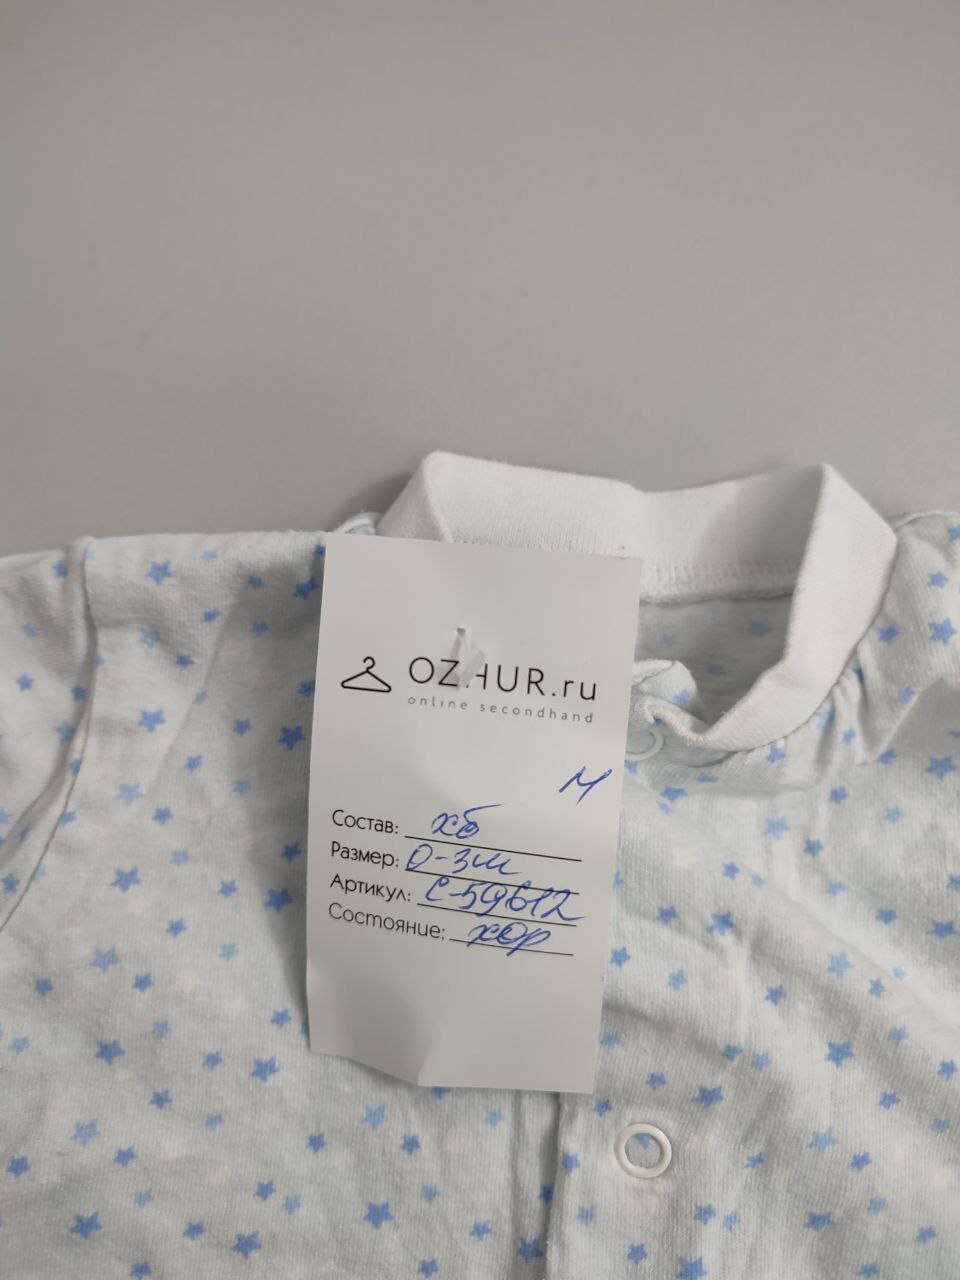 OZHUR.ru
online secondhand
М
Состав: хб
Размер: 0-3м
Артикул: С-59612
Состояние: хор